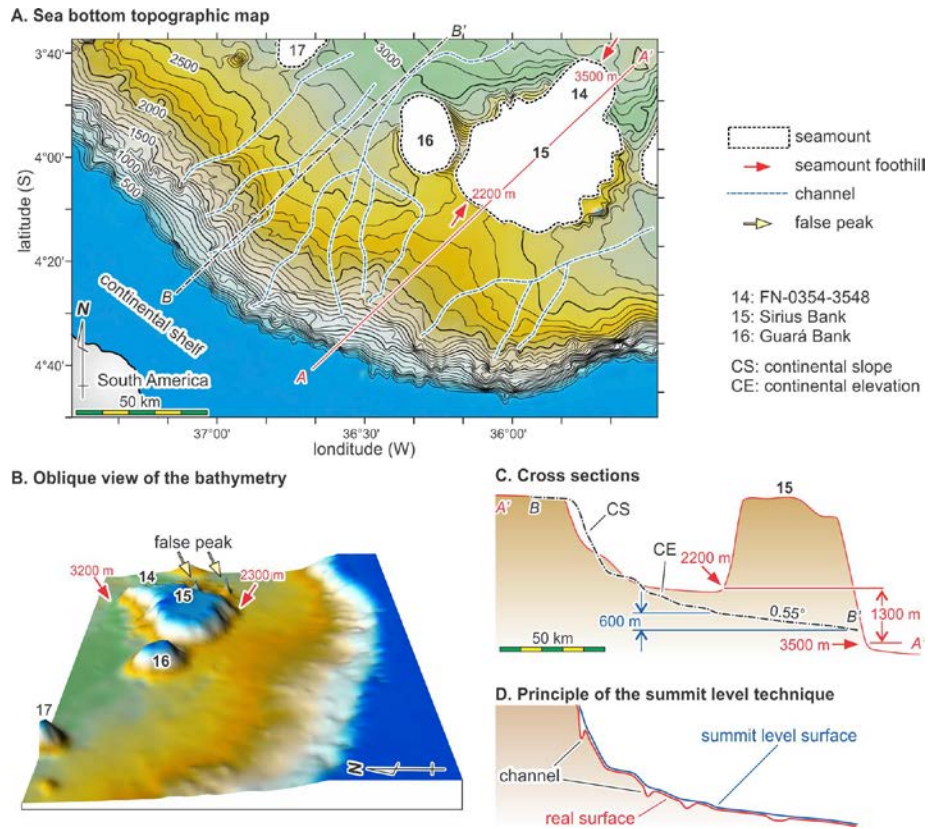 A. Sea bottom topographic map
3°40'
4°00'
4°20'
4°40'
latitude (S)
37°00'
36°30'
36°00'
londitude (W)
2500
2000
1500
1000
500
3000
17
16
15
14
B'
B
A'
A
3500 m
2200 m
continental shelf
N
South America
50 km
seamount
seamount foothill
channel
false peak
14: FN-0354-3548
15: Sirius Bank
16: Guará Bank
CS: continental slope
CE: continental elevation
B. Oblique view of the bathymetry
false peak
3200 m
14
15
2300 m
16
17
N
C. Cross sections
A'
B
CS
15
CE
2200 m
600 m
0.55°
B'
1300 m
50 km
3500 m
A'
D. Principle of the summit level technique
channel
summit level surface
real surface